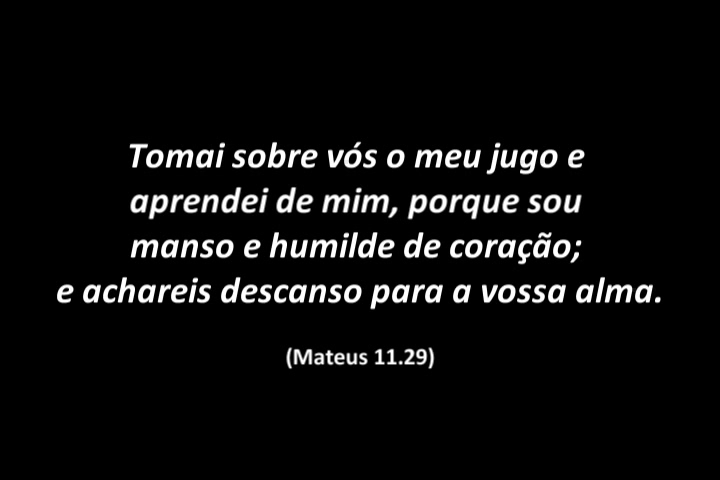 Tomai sobre vós o meu jugo e
aprendei de mim, porque sou
manso e humilde de coração;
e achareis descanso para a vossa alma.
(Mateus 11.29)